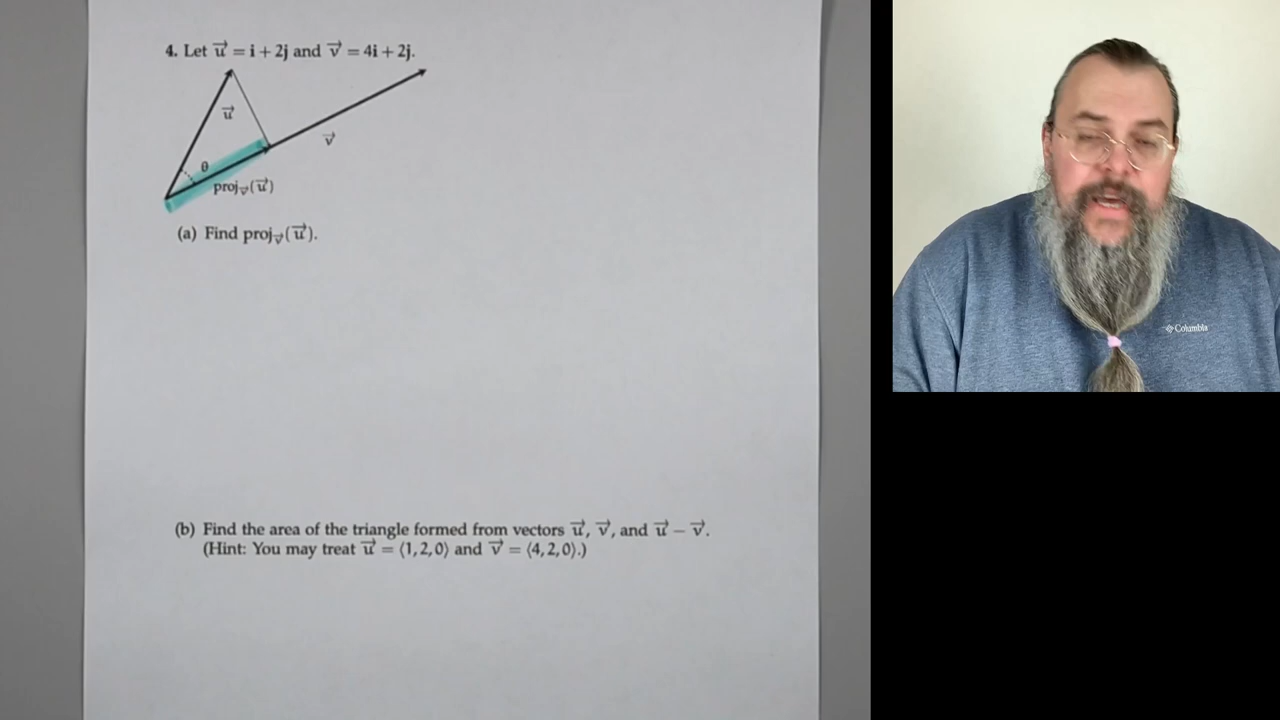 4. Let u⃗ = i + 2j and v⃗ = 4i + 2j.
u⃗
v⃗
θ
proj_v⃗(u⃗)
(a) Find proj_v⃗(u⃗).
(b) Find the area of the triangle formed from vectors u⃗, v⃗, and u⃗ − v⃗.
(Hint: You may treat u⃗ = ⟨1,2,0⟩ and v⃗ = ⟨4,2,0⟩.)
Columbia